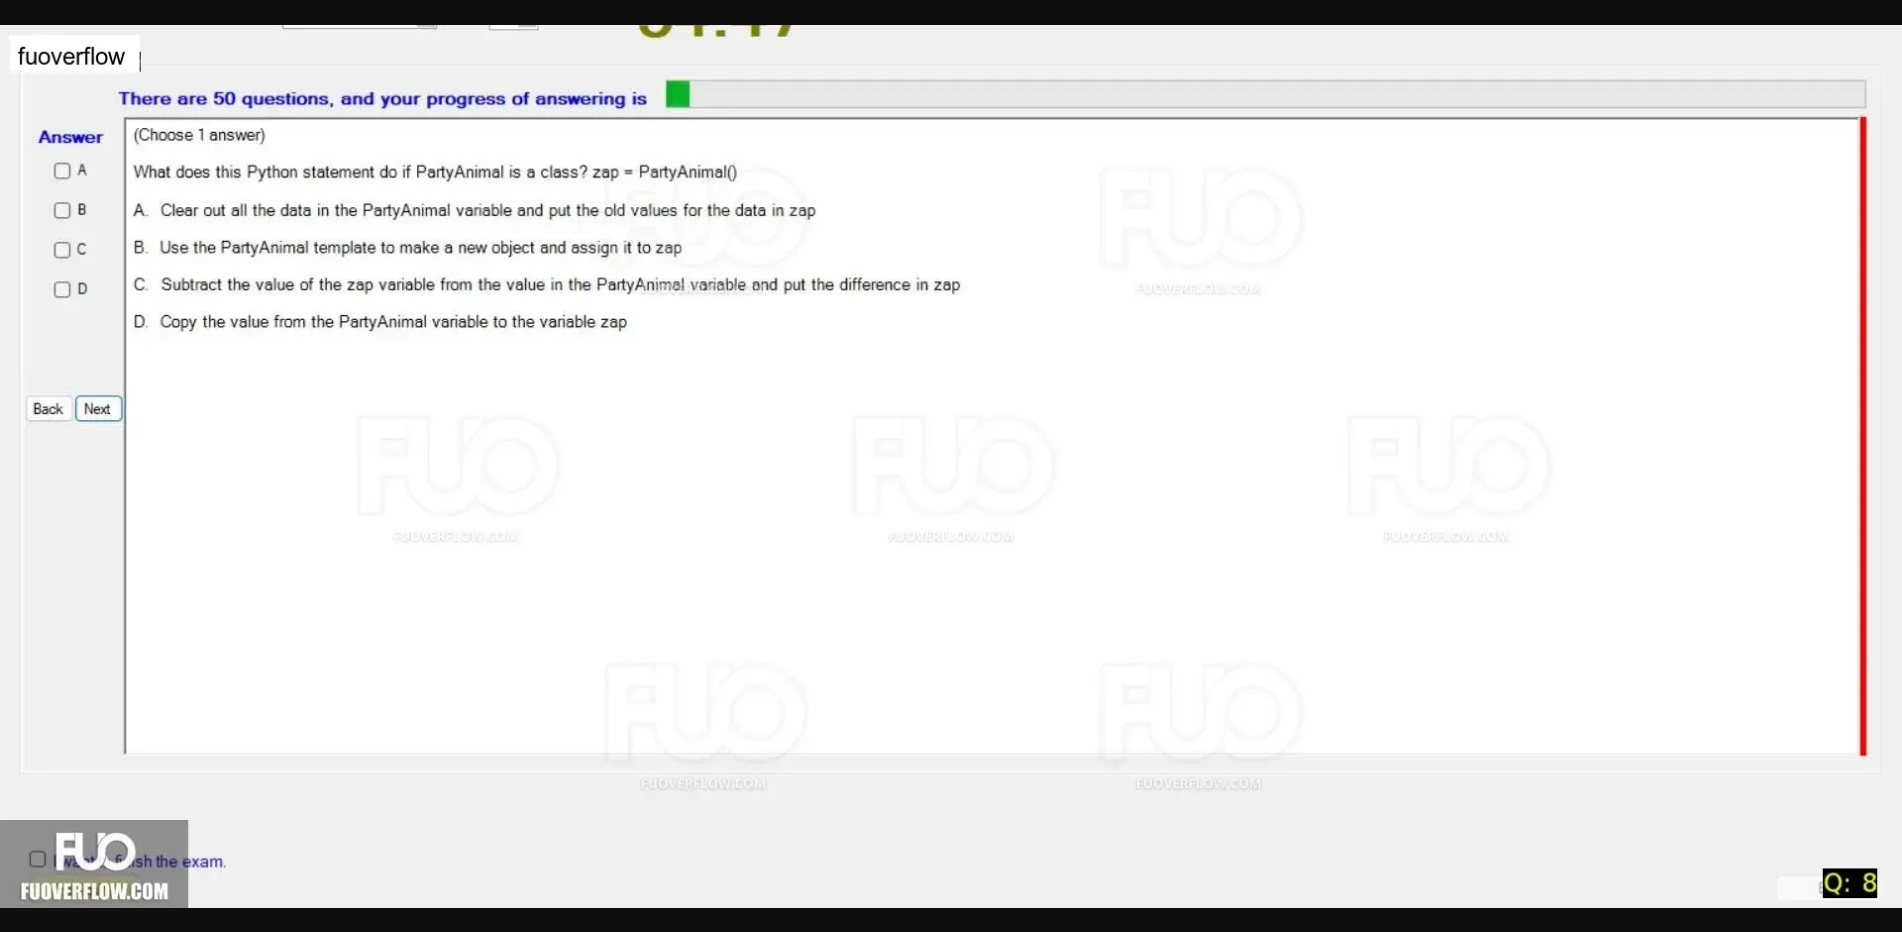 fuoverflow
There are 50 questions, and your progress of answering is
Answer
(Choose 1 answer)
A
What does this Python statement do if PartyAnimal is a class? zap = PartyAnimal()
B
A. Clear out all the data in the PartyAnimal variable and put the old values for the data in zap
C
B. Use the PartyAnimal template to make a new object and assign it to zap
D
C. Subtract the value of the zap variable from the value in the PartyAnimal variable and put the difference in zap
FUOVERFLOW.COM
D. Copy the value from the PartyAnimal variable to the variable zap
Back Next
FUO FUO FUO
FUOVERFLOW.COM FUOVERFLOW.COM FUOVERFLOW.COM
FUO FUO
FUOVERFLOW.COM FUOVERFLOW.COM
FUO
the exam.
FUOVERFLOW.COM
Q: 8